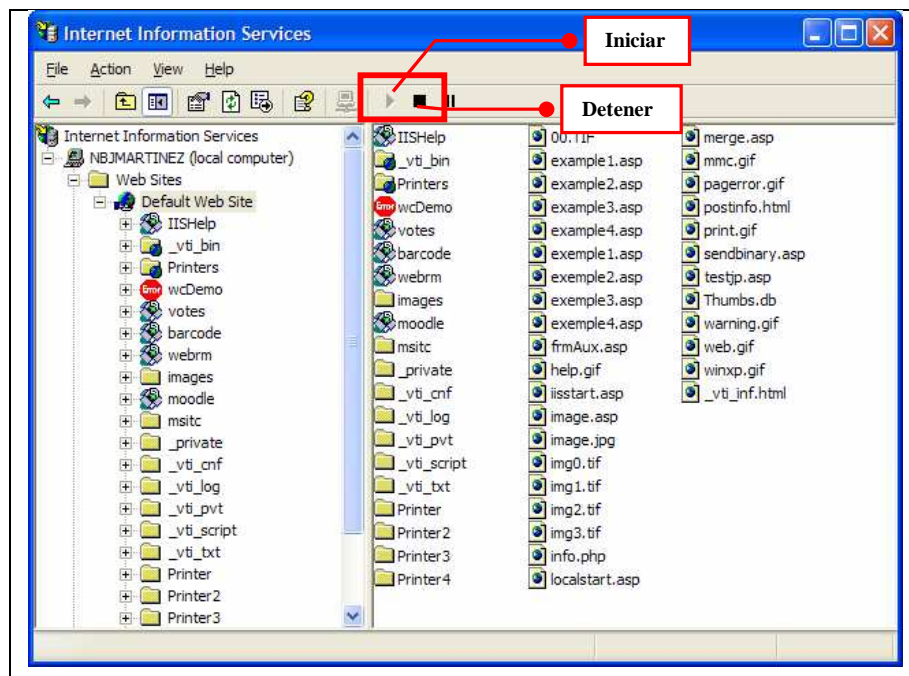 Internet Information Services
Iniciar
File Action View Help
Detener
Internet Information Services
NBJMARTINEZ (local computer)
Web Sites
Default Web Site
IISHelp
_vti_bin
Printers
Error wcDemo
votes
barcode
webrm
images
moodle
msitc
_private
_vti_cnf
_vti_log
_vti_pvt
_vti_script
_vti_txt
Printer
Printer2
Printer3
IISHelp
_vti_bin
Printers
Error wcDemo
votes
barcode
webrm
images
moodle
msitc
_private
_vti_cnf
_vti_log
_vti_pvt
_vti_script
_vti_txt
Printer
Printer2
Printer3
Printer4
00.TIF
example1.asp
example2.asp
example3.asp
example4.asp
exemple1.asp
exemple2.asp
exemple3.asp
exemple4.asp
frmAux.asp
help.gif
iisstart.asp
image.asp
image.jpg
img0.tif
img1.tif
img2.tif
img3.tif
info.php
localstart.asp
merge.asp
mmc.gif
pagerror.gif
postinfo.html
print.gif
sendbinary.asp
testjp.asp
Thumbs.db
warning.gif
web.gif
winxp.gif
_vti_inf.html